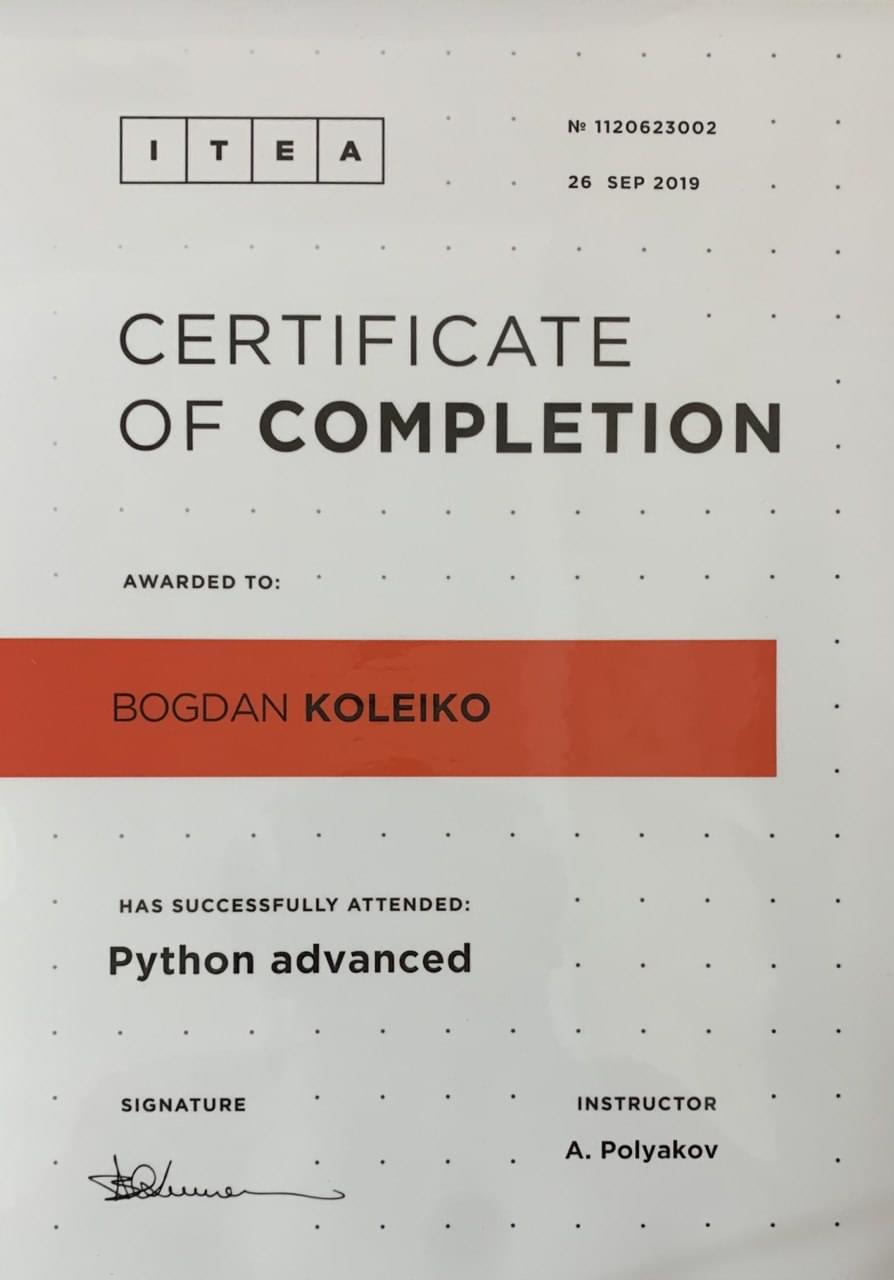 I T E A
№ 1120623002
26 SEP 2019
CERTIFICATE
OF COMPLETION
AWARDED TO:
BOGDAN KOLEIKO
HAS SUCCESSFULLY ATTENDED:
Python advanced
SIGNATURE
INSTRUCTOR
A. Polyakov